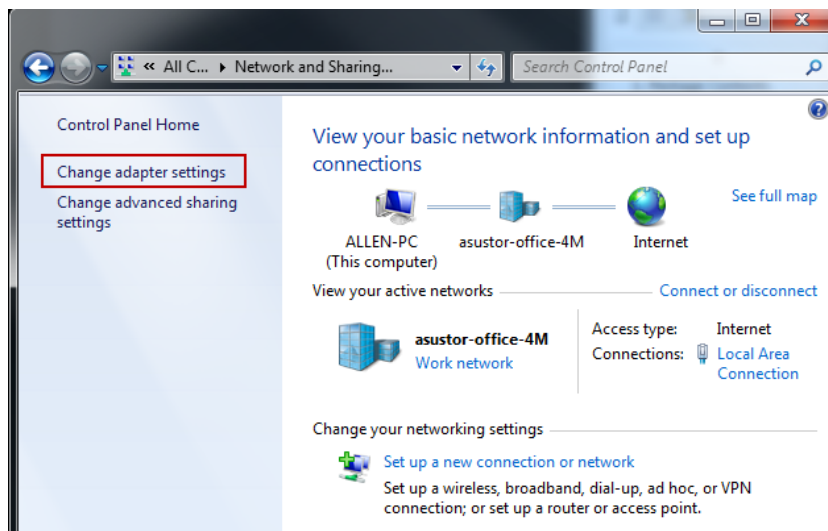 « All C... ▸ Network and Sharing...
Search Control Panel
Control Panel Home
Change adapter settings
Change advanced sharing
settings
View your basic network information and set up
connections
See full map
ALLEN-PC
(This computer)
asustor-office-4M
Internet
View your active networks
Connect or disconnect
asustor-office-4M
Work network
Access type: Internet
Connections: Local Area
Connection
Change your networking settings
Set up a new connection or network
Set up a wireless, broadband, dial-up, ad hoc, or VPN
connection; or set up a router or access point.